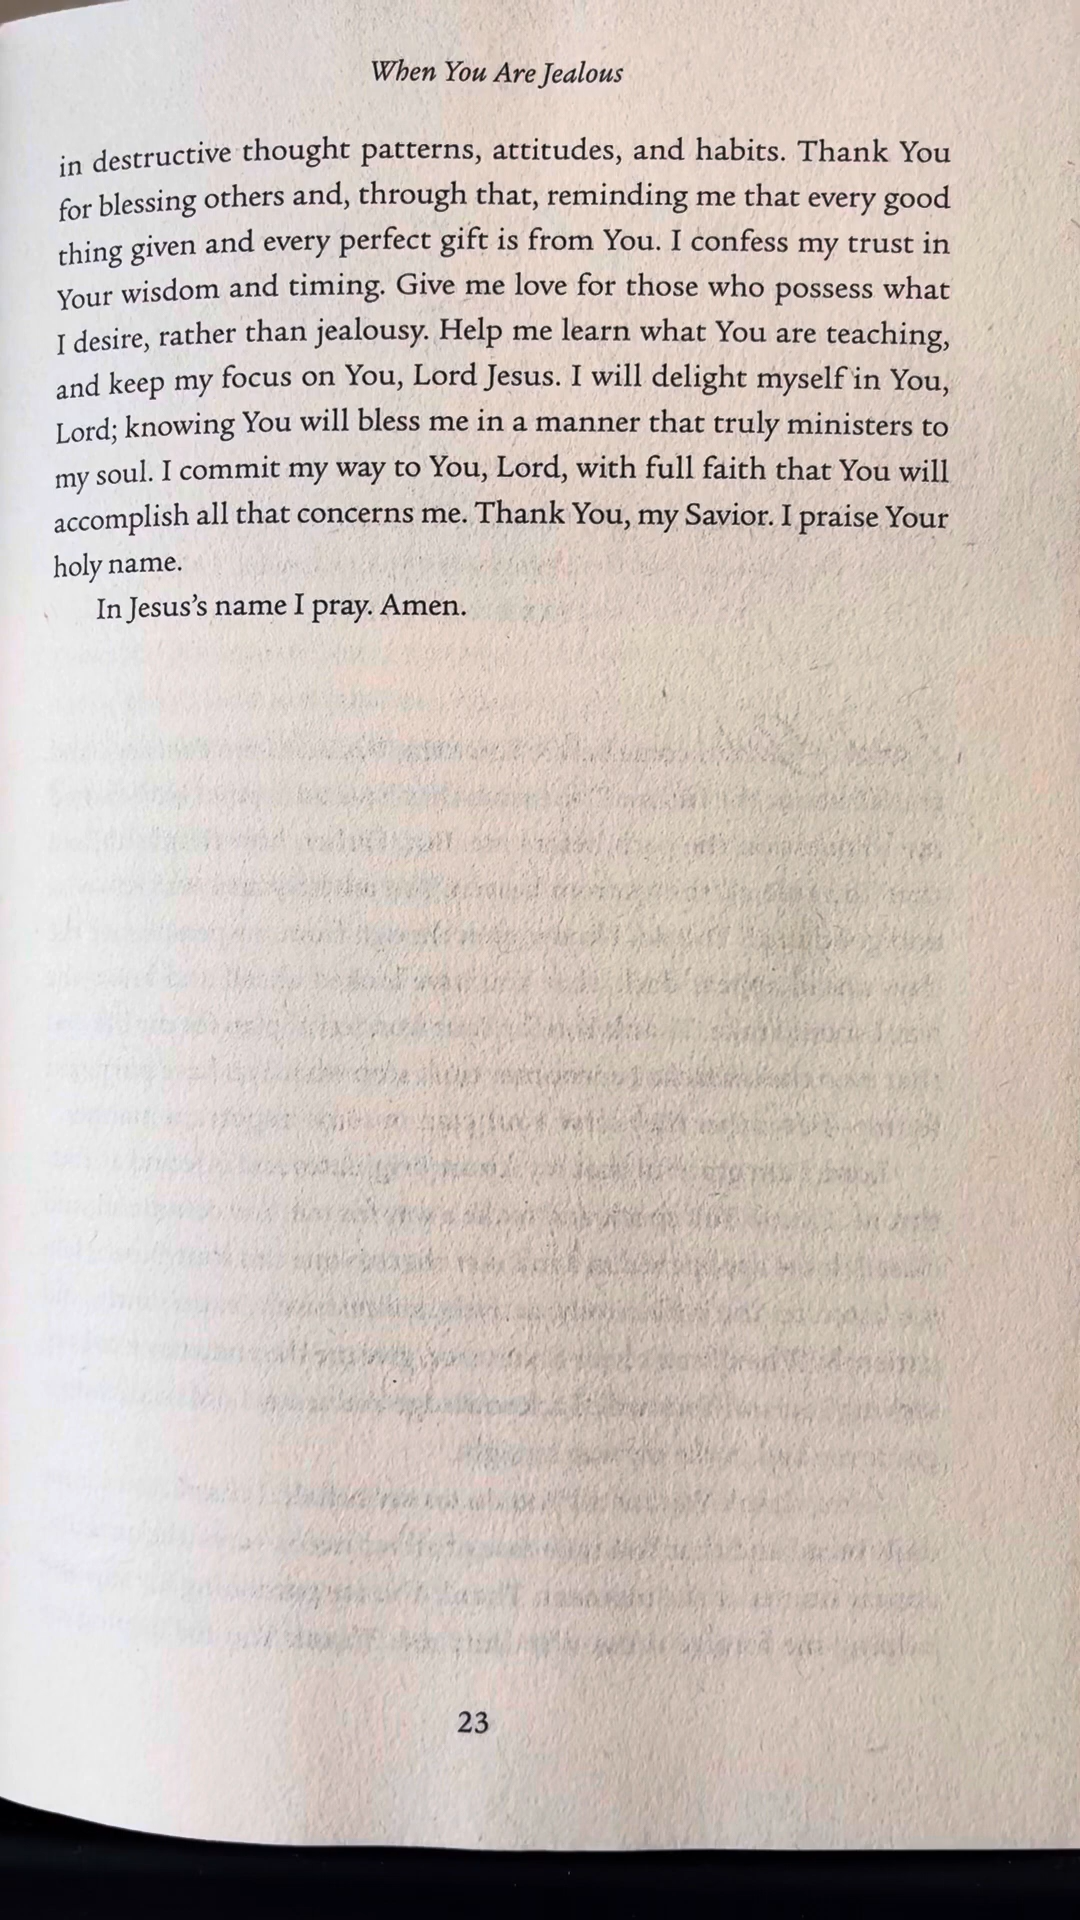 When You Are Jealous
in destructive thought patterns, attitudes, and habits. Thank You
for blessing others and, through that, reminding me that every good
thing given and every perfect gift is from You. I confess my trust in
Your wisdom and timing. Give me love for those who possess what
I desire, rather than jealousy. Help me learn what You are teaching,
and keep my focus on You, Lord Jesus. I will delight myself in You,
Lord; knowing You will bless me in a manner that truly ministers to
my soul. I commit my way to You, Lord, with full faith that You will
accomplish all that concerns me. Thank You, my Savior. I praise Your
holy name.
In Jesus’s name I pray. Amen.
23